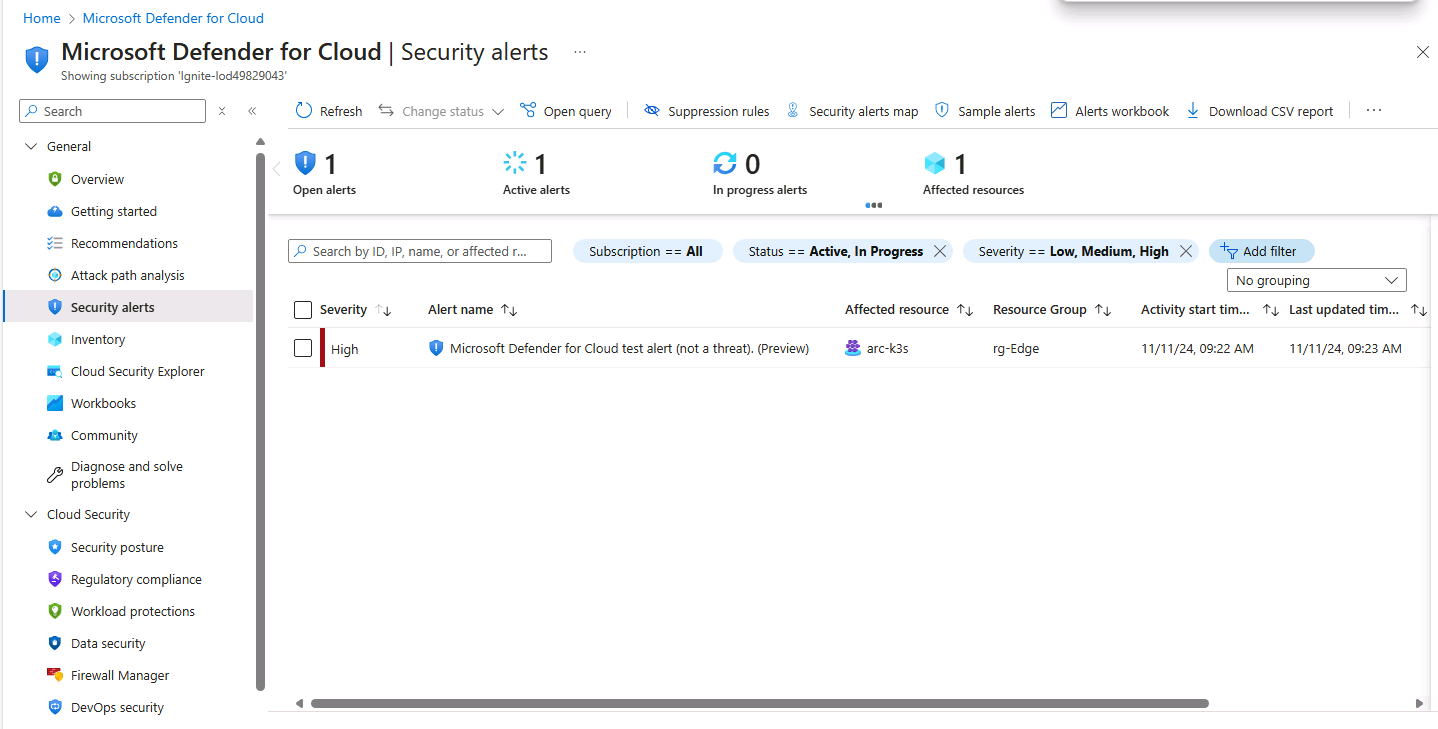 Home > Microsoft Defender for Cloud
Microsoft Defender for Cloud | Security alerts ...
Showing subscription 'Ignite-lod49829043'
Search
Refresh Change status Open query Suppression rules Security alerts map Sample alerts Alerts workbook Download CSV report ...
General
Overview
Getting started
Recommendations
Attack path analysis
Security alerts
Inventory
Cloud Security Explorer
Workbooks
Community
Diagnose and solve
problems
Cloud Security
Security posture
Regulatory compliance
Workload protections
Data security
Firewall Manager
DevOps security
1 1 0 1
Open alerts Active alerts In progress alerts Affected resources
Search by ID, IP, name, or affected r... Subscription == All Status == Active, In Progress Severity == Low, Medium, High Add filter
No grouping
Severity Alert name Affected resource Resource Group Activity start tim... Last updated tim...
High Microsoft Defender for Cloud test alert (not a threat). (Preview) arc-k3s rg-Edge 11/11/24, 09:22 AM 11/11/24, 09:23 AM